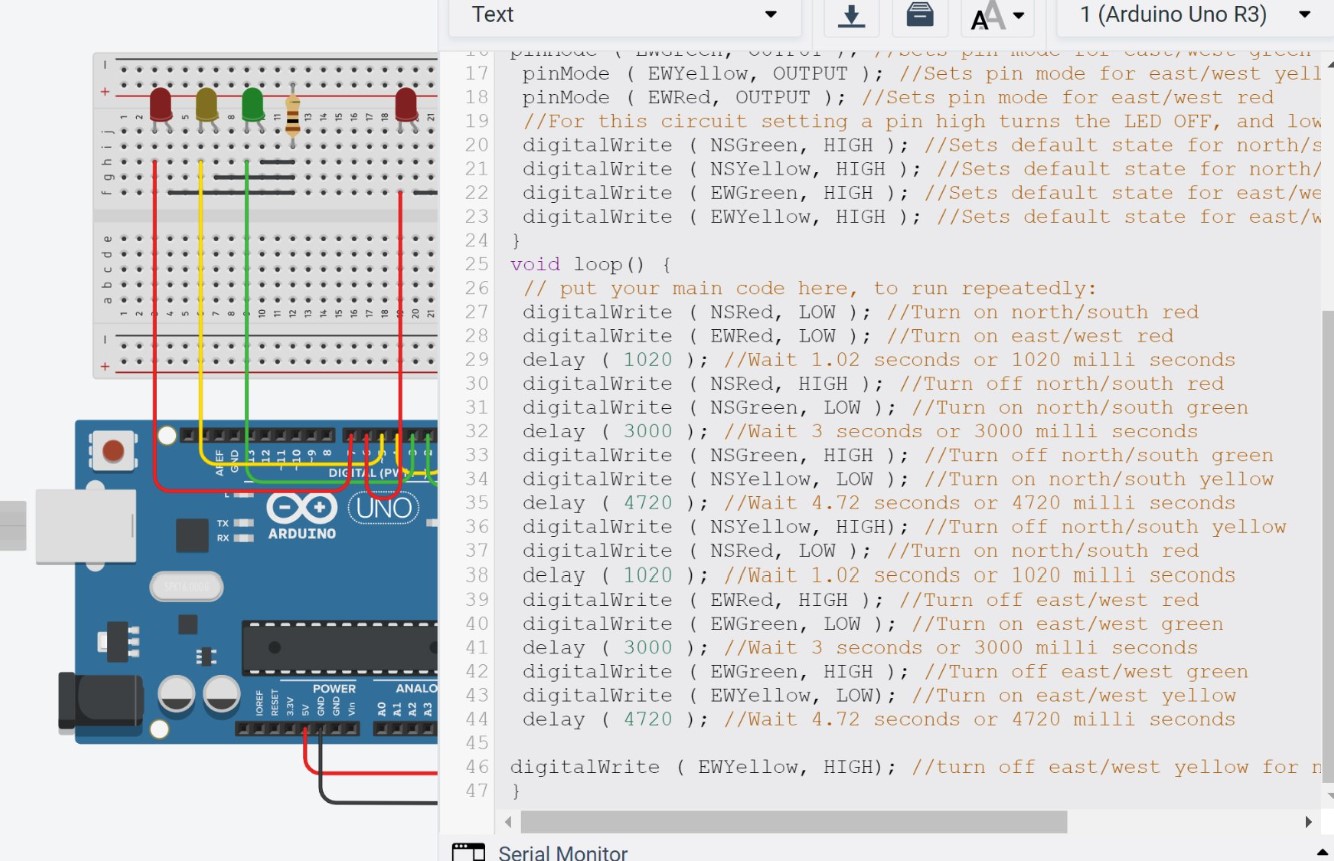 Text
1 (Arduino Uno R3)
17 pinMode ( EWYellow, OUTPUT ); //Sets pin mode for east/west yell
18 pinMode ( EWRed, OUTPUT ); //Sets pin mode for east/west red
19 //For this circuit setting a pin high turns the LED OFF, and low
20 digitalWrite ( NSGreen, HIGH ); //Sets default state for north/s
21 digitalWrite ( NSYellow, HIGH ); //Sets default state for north/
22 digitalWrite ( EWGreen, HIGH ); //Sets default state for east/we
23 digitalWrite ( EWYellow, HIGH ); //Sets default state for east/w
24 }
25 void loop() {
26 // put your main code here, to run repeatedly:
27 digitalWrite ( NSRed, LOW ); //Turn on north/south red
28 digitalWrite ( EWRed, LOW ); //Turn on east/west red
29 delay ( 1020 ); //Wait 1.02 seconds or 1020 milli seconds
30 digitalWrite ( NSRed, HIGH ); //Turn off north/south red
31 digitalWrite ( NSGreen, LOW ); //Turn on north/south green
32 delay ( 3000 ); //Wait 3 seconds or 3000 milli seconds
33 digitalWrite ( NSGreen, HIGH ); //Turn off north/south green
34 digitalWrite ( NSYellow, LOW ); //Turn on north/south yellow
35 delay ( 4720 ); //Wait 4.72 seconds or 4720 milli seconds
36 digitalWrite ( NSYellow, HIGH); //Turn off north/south yellow
37 digitalWrite ( NSRed, LOW ); //Turn on north/south red
38 delay ( 1020 ); //Wait 1.02 seconds or 1020 milli seconds
39 digitalWrite ( EWRed, HIGH ); //Turn off east/west red
40 digitalWrite ( EWGreen, LOW ); //Turn on east/west green
41 delay ( 3000 ); //Wait 3 seconds or 3000 milli seconds
42 digitalWrite ( EWGreen, HIGH ); //Turn off east/west green
43 digitalWrite ( EWYellow, LOW); //Turn on east/west yellow
44 delay ( 4720 ); //Wait 4.72 seconds or 4720 milli seconds
45
46 digitalWrite ( EWYellow, HIGH); //turn off east/west yellow for n
47 }
Serial Monitor
j
i
h
g
f
e
d
c
b
a
AREF
GND
12
~11
~10
~9
8
DIGITAL (PW
TX
RX
UNO
ARDUINO
POWER
ANALO
IOREF
RESET
3.3V
5V
GND
GND
Vin
A0
A1
A2
A3